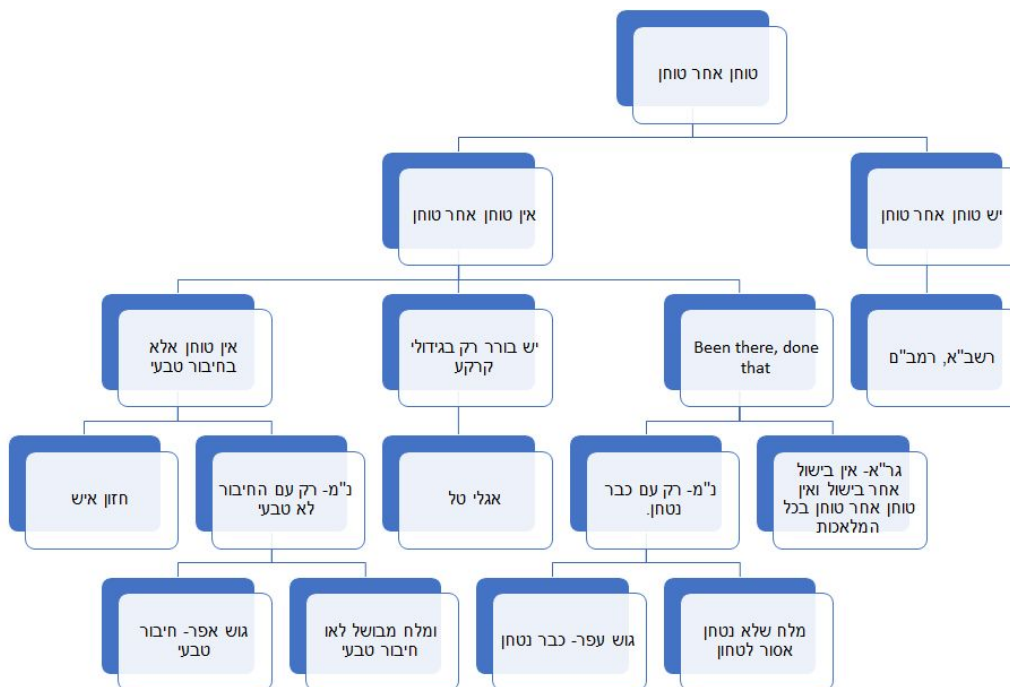 טוחן אחר טוחן
יש טוחן אחר טוחן
אין טוחן אחר טוחן
רשב"א, רמב"ם
Been there, done
that
יש בורר רק בגידולי
קרקע
אין טוחן אלא
בחיבור טבעי
גר"א- אין בישול
אחר בישול ואין
טוחן אחר טוחן בכל
המלאכות
נ"מ- רק עם כבר
נטחן.
אגלי טל
נ"מ- רק עם החיבור
לא טבעי
חזון איש
מלח שלא נטחן
אסור לטחון
גוש עפר- כבר נטחן
ומלח מבושל לאו
חיבור טבעי
גוש אפר- חיבור
טבעי